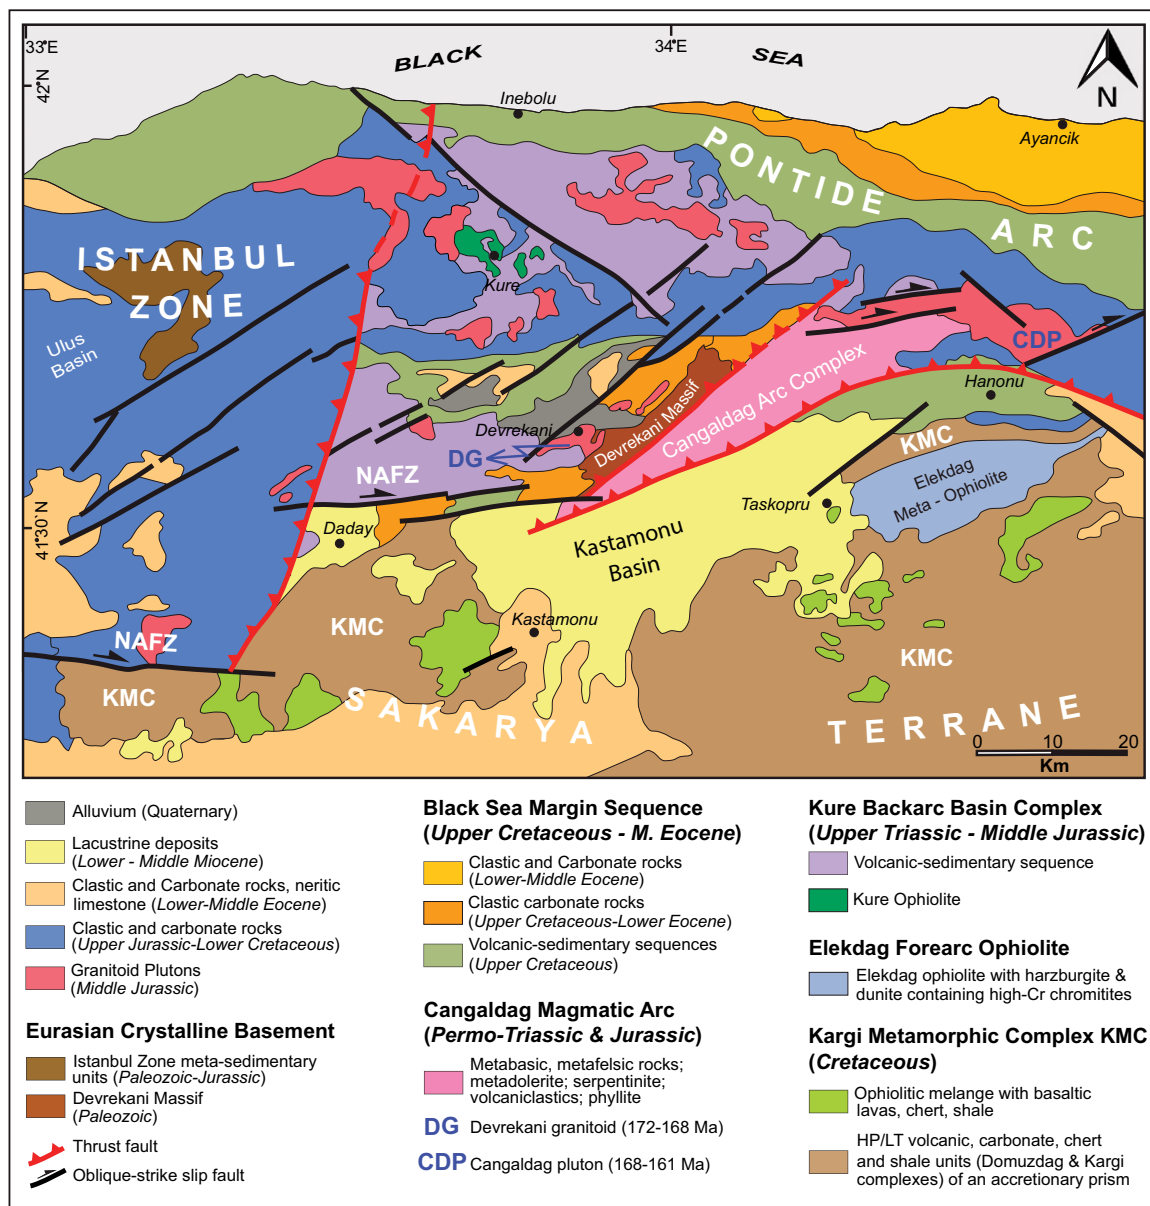 33°E
34°E
BLACK SEA
42°N
N
Inebolu
Ayancik
PONTIDE ARC
ISTANBUL
ZONE
Kure
Ulus
Basin
CDP
Hanonu
Cangaldag Arc Complex
Devrekani Massif
Devrekani
DG
NAFZ
KMC
Elekdag
Meta - Ophiolite
Taskopru
41°30`N
Daday
Kastamonu
Basin
Kastamonu
KMC
NAFZ
KMC
KMC
SAKARYA TERRANE
0 10 20
Km
Alluvium (Quaternary)
Lacustrine deposits
(Lower - Middle Miocene)
Clastic and Carbonate rocks, neritic
limestone (Lower-Middle Eocene)
Clastic and carbonate rocks
(Upper Jurassic-Lower Cretaceous)
Granitoid Plutons
(Middle Jurassic)
Eurasian Crystalline Basement
Istanbul Zone meta-sedimentary
units (Paleozoic-Jurassic)
Devrekani Massif
(Paleozoic)
Thrust fault
Oblique-strike slip fault
Black Sea Margin Sequence
(Upper Cretaceous - M. Eocene)
Clastic and Carbonate rocks
(Lower-Middle Eocene)
Clastic carbonate rocks
(Upper Cretaceous-Lower Eocene)
Volcanic-sedimentary sequences
(Upper Cretaceous)
Cangaldag Magmatic Arc
(Permo-Triassic & Jurassic)
Metabasic, metafelsic rocks;
metadolerite; serpentinite;
volcaniclastics; phyllite
DG Devrekani granitoid (172-168 Ma)
CDP Cangaldag pluton (168-161 Ma)
Kure Backarc Basin Complex
(Upper Triassic - Middle Jurassic)
Volcanic-sedimentary sequence
Kure Ophiolite
Elekdag Forearc Ophiolite
Elekdag ophiolite with harzburgite &
dunite containing high-Cr chromitites
Kargi Metamorphic Complex KMC
(Cretaceous)
Ophiolitic melange with basaltic
lavas, chert, shale
HP/LT volcanic, carbonate, chert
and shale units (Domuzdag & Kargi
complexes) of an accretionary prism